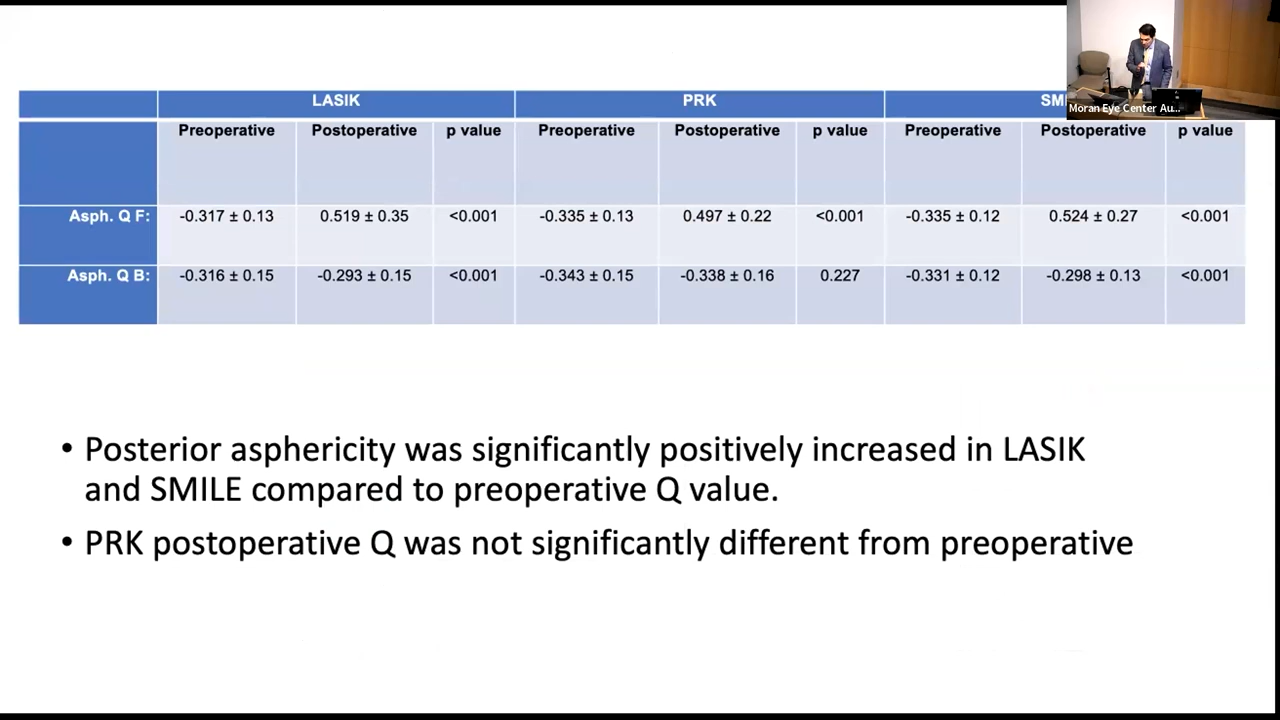 LASIK PRK
Preoperative Postoperative p value Preoperative Postoperative p value Preoperative Postoperative p value
Asph. Q F: -0.317 ± 0.13 0.519 ± 0.35 <0.001 -0.335 ± 0.13 0.497 ± 0.22 <0.001 -0.335 ± 0.12 0.524 ± 0.27 <0.001
Asph. Q B: -0.316 ± 0.15 -0.293 ± 0.15 <0.001 -0.343 ± 0.15 -0.338 ± 0.16 0.227 -0.331 ± 0.12 -0.298 ± 0.13 <0.001
• Posterior asphericity was significantly positively increased in LASIK
and SMILE compared to preoperative Q value.
• PRK postoperative Q was not significantly different from preoperative
Moran Eye Center Au...